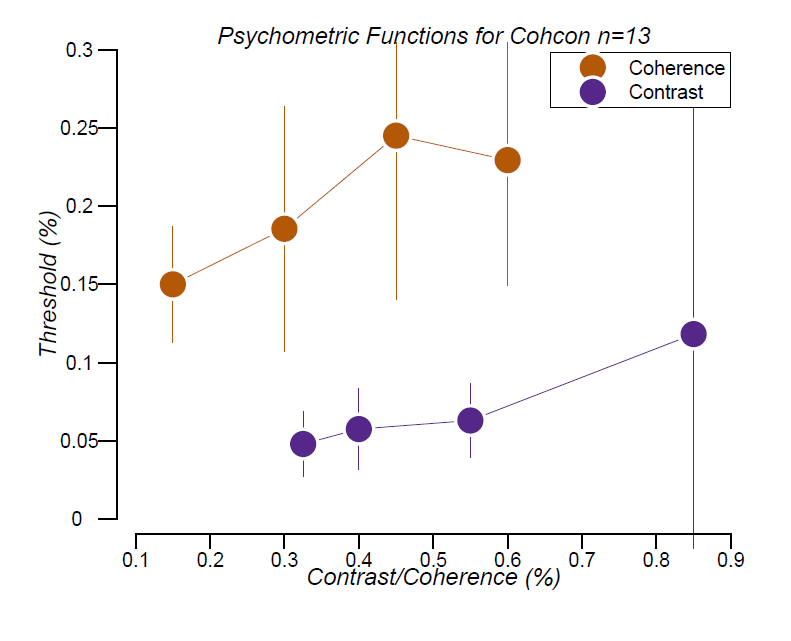 Psychometric Functions for Cohcon n=13
Coherence
Contrast
Threshold (%)
0.3
0.25
0.2
0.15
0.1
0.05
0
0.1 0.2 0.3 0.4 0.5 0.6 0.7 0.8 0.9
Contrast/Coherence (%)